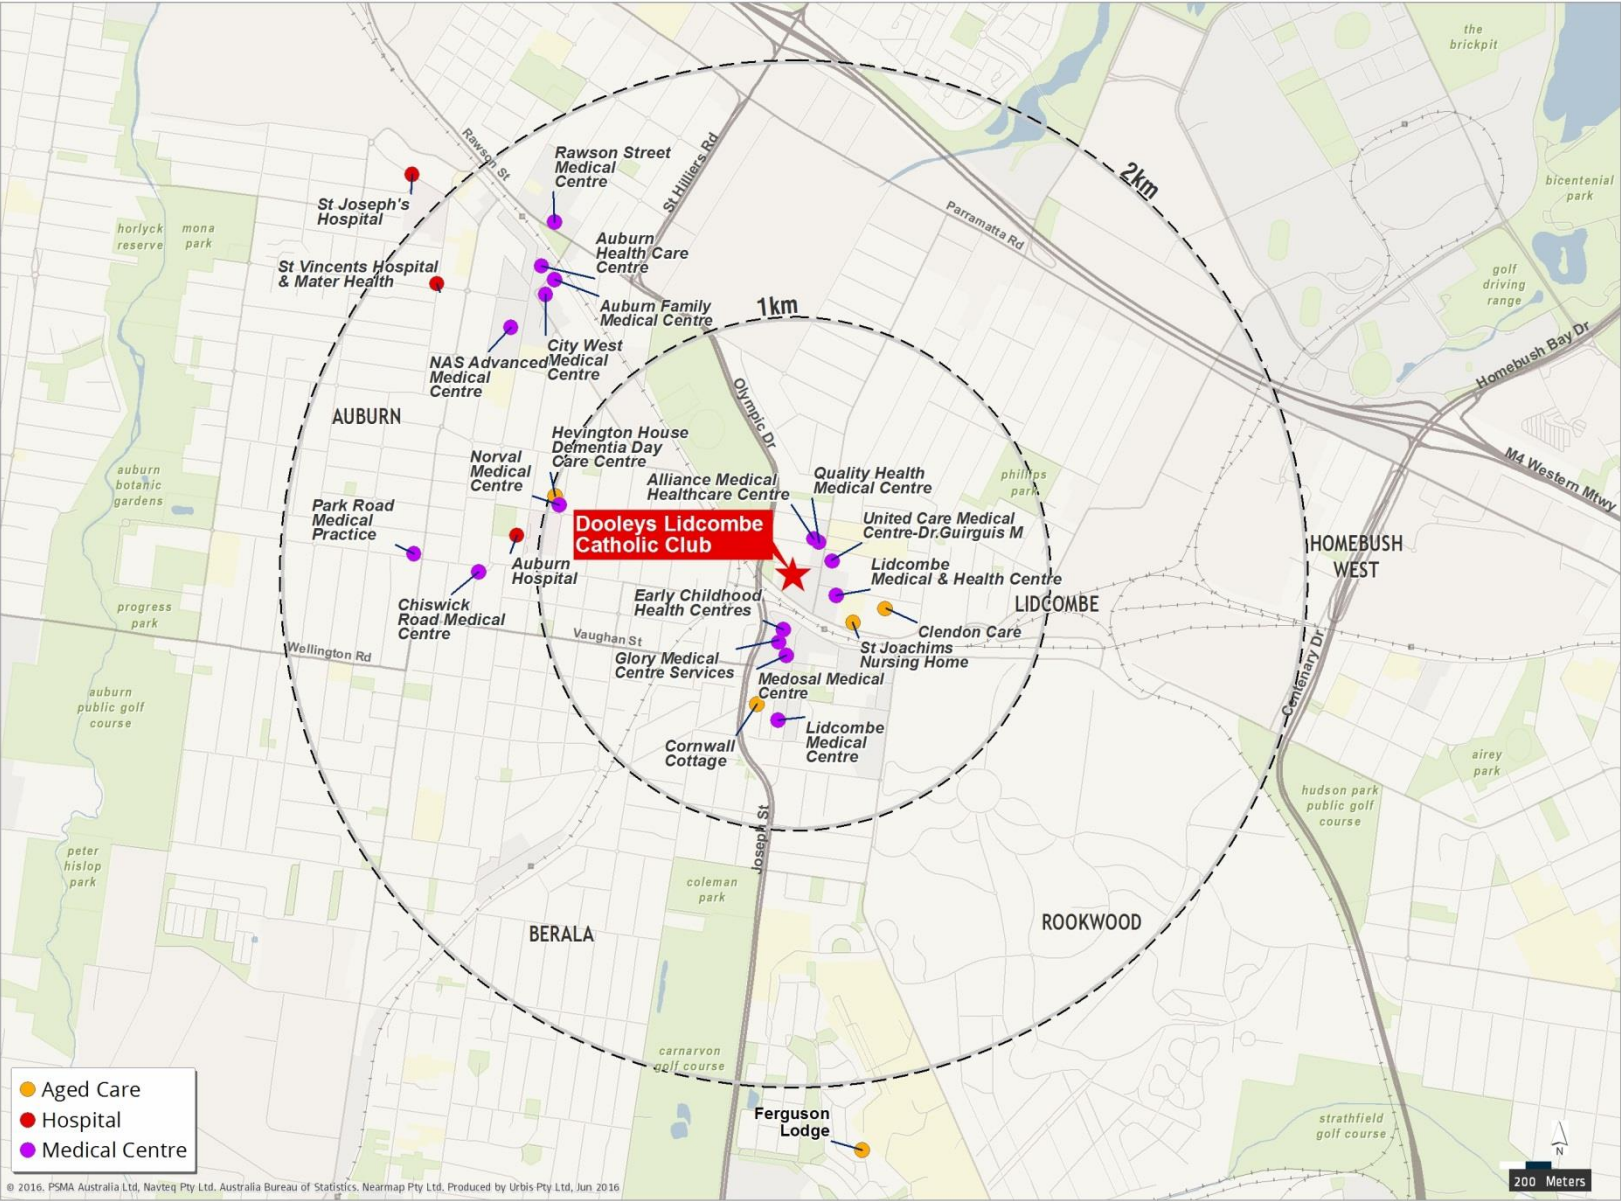 the
brickpit
2km
Rawson St
Rawson Street
Medical
Centre
St Hilliers Rd
St Joseph's
Hospital
bicentenial
park
Parramatta Rd
horlyck
reserve
mona
park
Auburn
Health Care
Centre
St Vincents Hospital
& Mater Health
golf
driving
range
1km
Auburn Family
Medical Centre
City West
Medical
Centre
NAS Advanced
Medical
Centre
Homebush Bay Dr
AUBURN
Olympic Dr
Hevington House
Dementia Day
Care Centre
Norval
Medical
Centre
auburn
botanic
gardens
Alliance Medical
Healthcare Centre
Quality Health
Medical Centre
phillips
park
M4 Western Mtwy
Park Road
Medical
Practice
Dooleys Lidcombe
Catholic Club
United Care Medical
Centre-Dr.Guirguis M
HOMEBUSH
WEST
Auburn
Hospital
Lidcombe
Medical & Health Centre
Early Childhood
Health Centres
LIDCOMBE
Chiswick
Road Medical
Centre
progress
park
Clendon Care
Vaughan St
Wellington Rd
St Joachims
Nursing Home
Glory Medical
Centre Services
Medosal Medical
Centre
Centenary Dr
auburn
public golf
course
Cornwall
Cottage
Lidcombe
Medical
Centre
airey
park
hudson park
public golf
course
Joseph St
peter
hislop
park
coleman
park
BERALA
ROOKWOOD
carnarvon
golf course
Aged Care
Hospital
Medical Centre
Ferguson
Lodge
strathfield
golf course
N
200 Meters
© 2016. PSMA Australia Ltd, Navteq Pty Ltd. Australia Bureau of Statistics. Nearmap Pty Ltd. Produced by Urbis Pty Ltd, Jun 2016